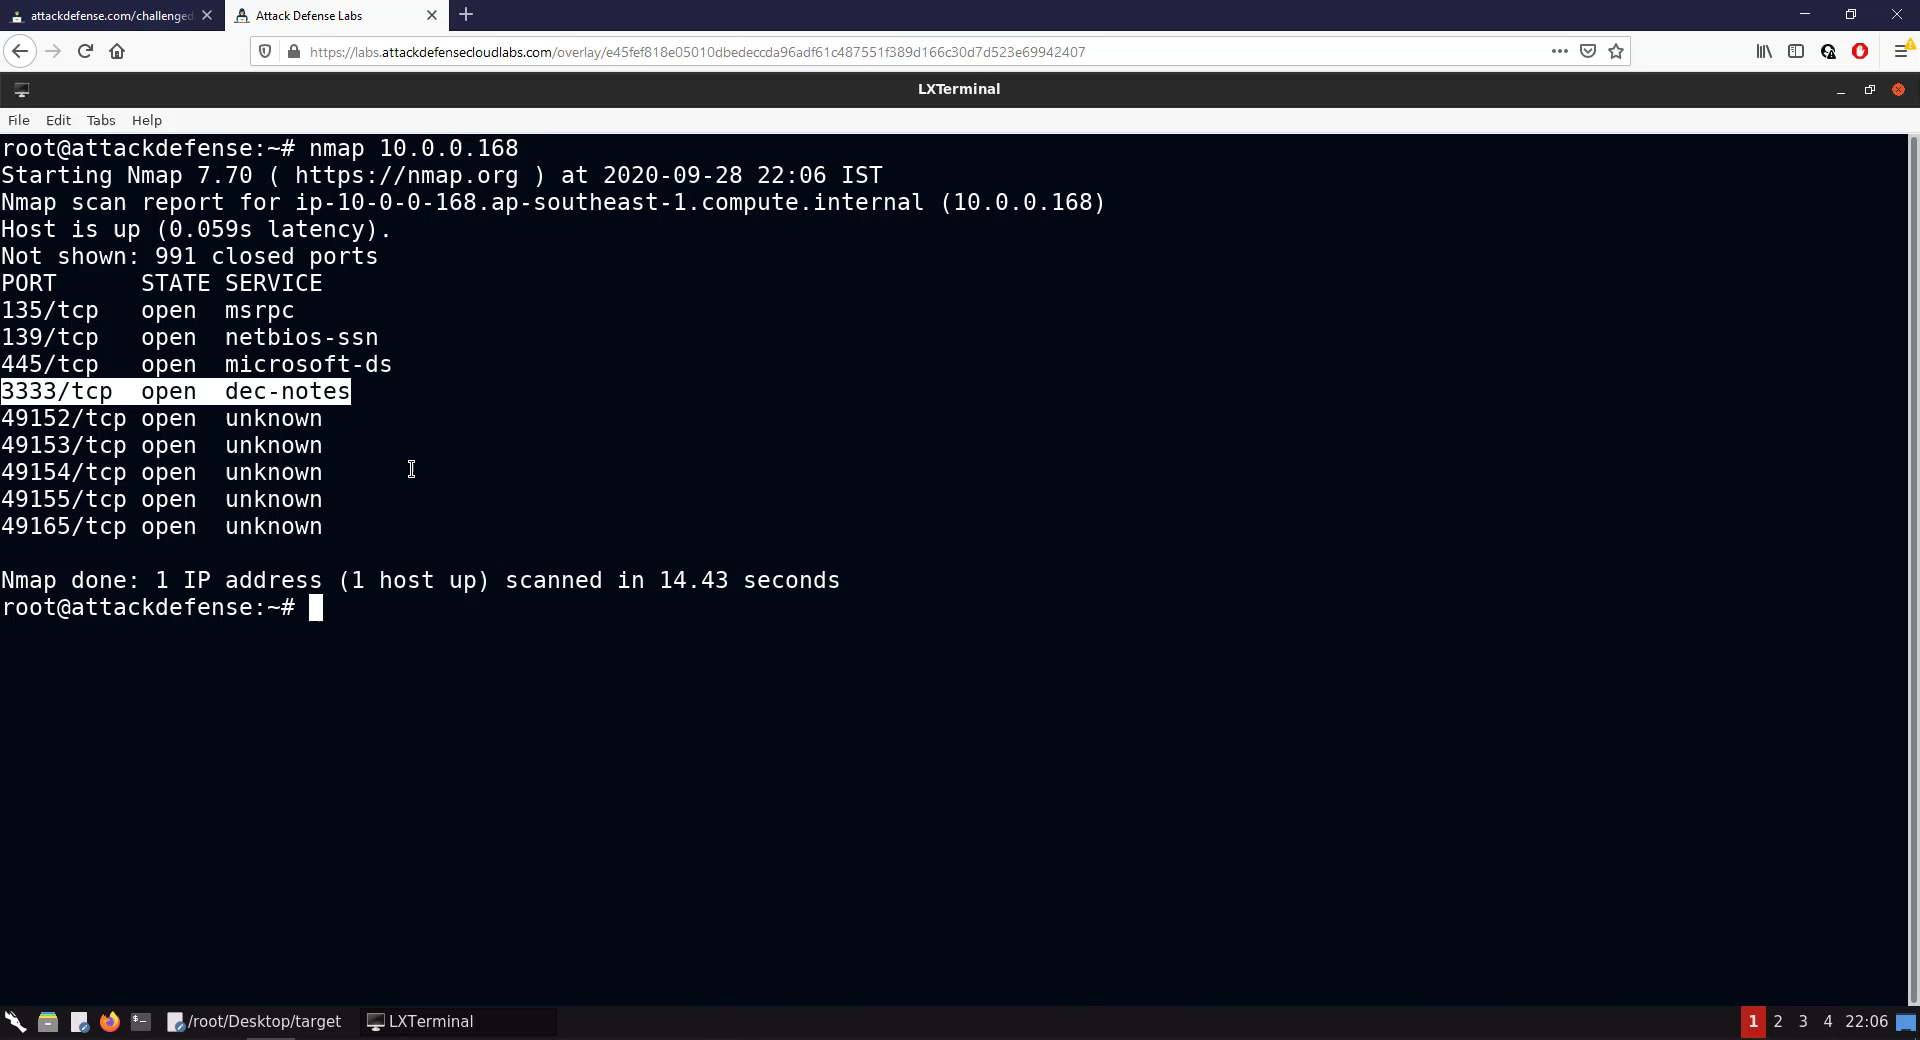 attackdefense.com/challenged
Attack Defense Labs
https://labs.attackdefensecloudlabs.com/overlay/e45fef818e05010dbedeccda96adf61c487551f389d166c30d7d523e69942407
LXTerminal
File Edit Tabs Help
root@attackdefense:~# nmap 10.0.0.168
Starting Nmap 7.70 ( https://nmap.org ) at 2020-09-28 22:06 IST
Nmap scan report for ip-10-0-0-168.ap-southeast-1.compute.internal (10.0.0.168)
Host is up (0.059s latency).
Not shown: 991 closed ports
PORT      STATE SERVICE
135/tcp   open  msrpc
139/tcp   open  netbios-ssn
445/tcp   open  microsoft-ds
3333/tcp  open  dec-notes
49152/tcp open  unknown
49153/tcp open  unknown
49154/tcp open  unknown
49155/tcp open  unknown
49165/tcp open  unknown
Nmap done: 1 IP address (1 host up) scanned in 14.43 seconds
root@attackdefense:~#
/root/Desktop/target LXTerminal 1 2 3 4 22:06